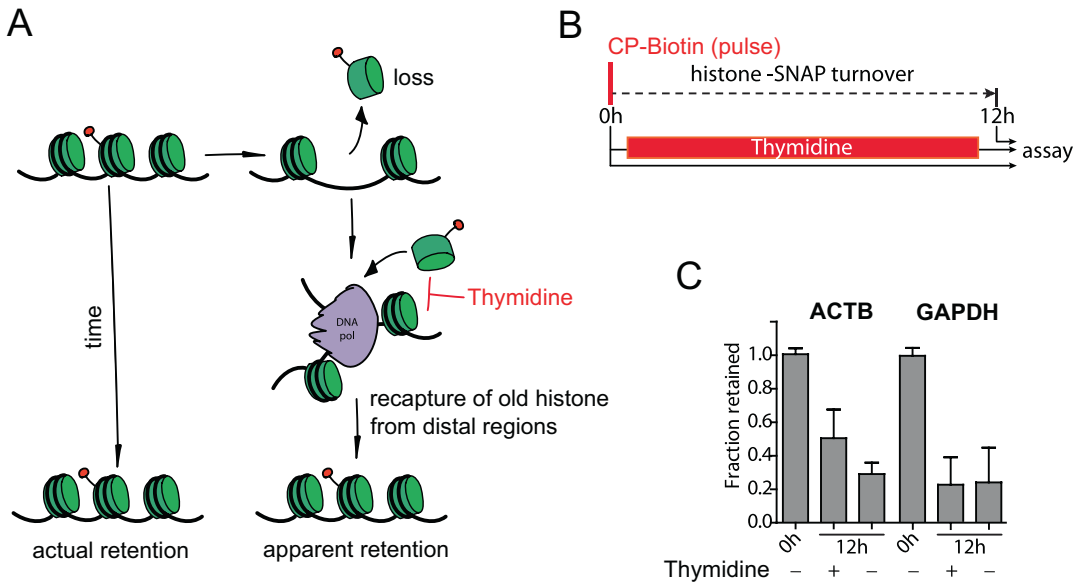 A
loss
time
DNA
pol
Thymidine
recapture of old histone
from distal regions
actual retention
apparent retention
B
CP-Biotin (pulse)
histone -SNAP turnover
0h
12h
Thymidine
assay
C
ACTB
GAPDH
Fraction retained
1.0
0.8
0.6
0.4
0.2
0.0
0h
12h
0h
12h
Thymidine – + – – + –